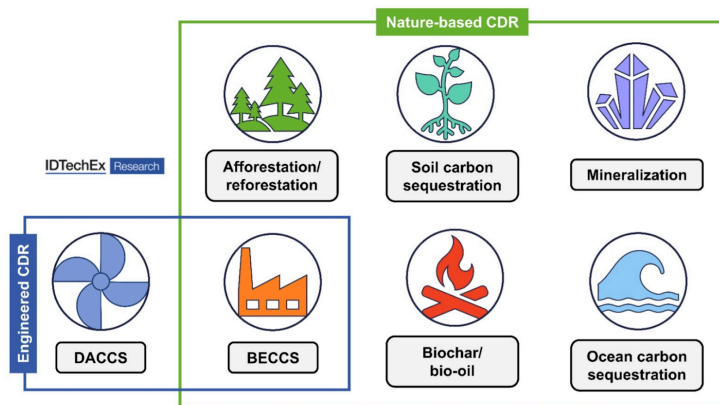 Nature-based CDR
Afforestation/
reforestation
Soil carbon
sequestration
Mineralization
IDTechEx Research
Engineered CDR
DACCS
BECCS
Biochar/
bio-oil
Ocean carbon
sequestration